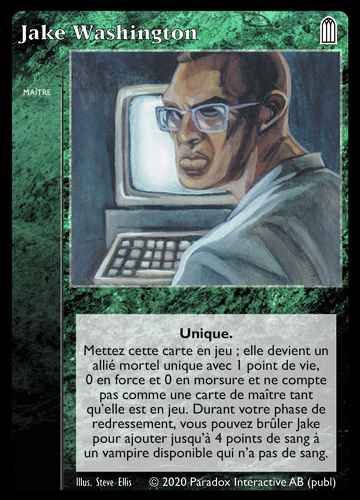 Jake Washington
MAÎTRE
Unique.
Mettez cette carte en jeu ; elle devient un
allié mortel unique avec 1 point de vie,
0 en force et 0 en morsure et ne compte
pas comme une carte de maître tant
qu'elle est en jeu. Durant votre phase de
redressement, vous pouvez brûler Jake
pour ajouter jusqu'à 4 points de sang à
un vampire disponible qui n'a pas de sang.
Illus. Steve Ellis © 2020 Paradox Interactive AB (publ)